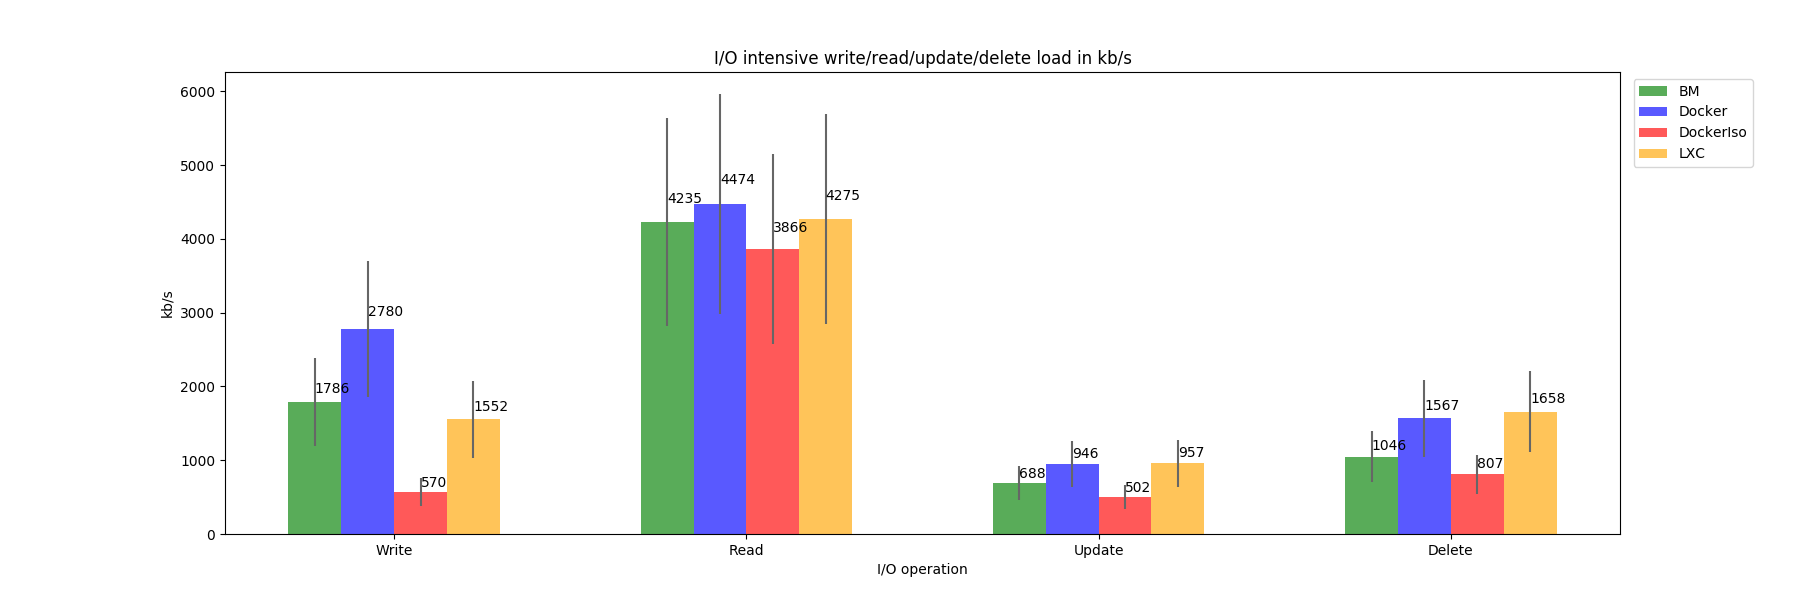 I/O intensive write/read/update/delete load in kb/s
BM
Docker
DockerIso
LXC
kb/s
6000
5000
4000
3000
2000
1000
0
1786
2780
570
1552
4235
4474
3866
4275
688
946
502
957
1046
1567
807
1658
Write
Read
Update
Delete
I/O operation